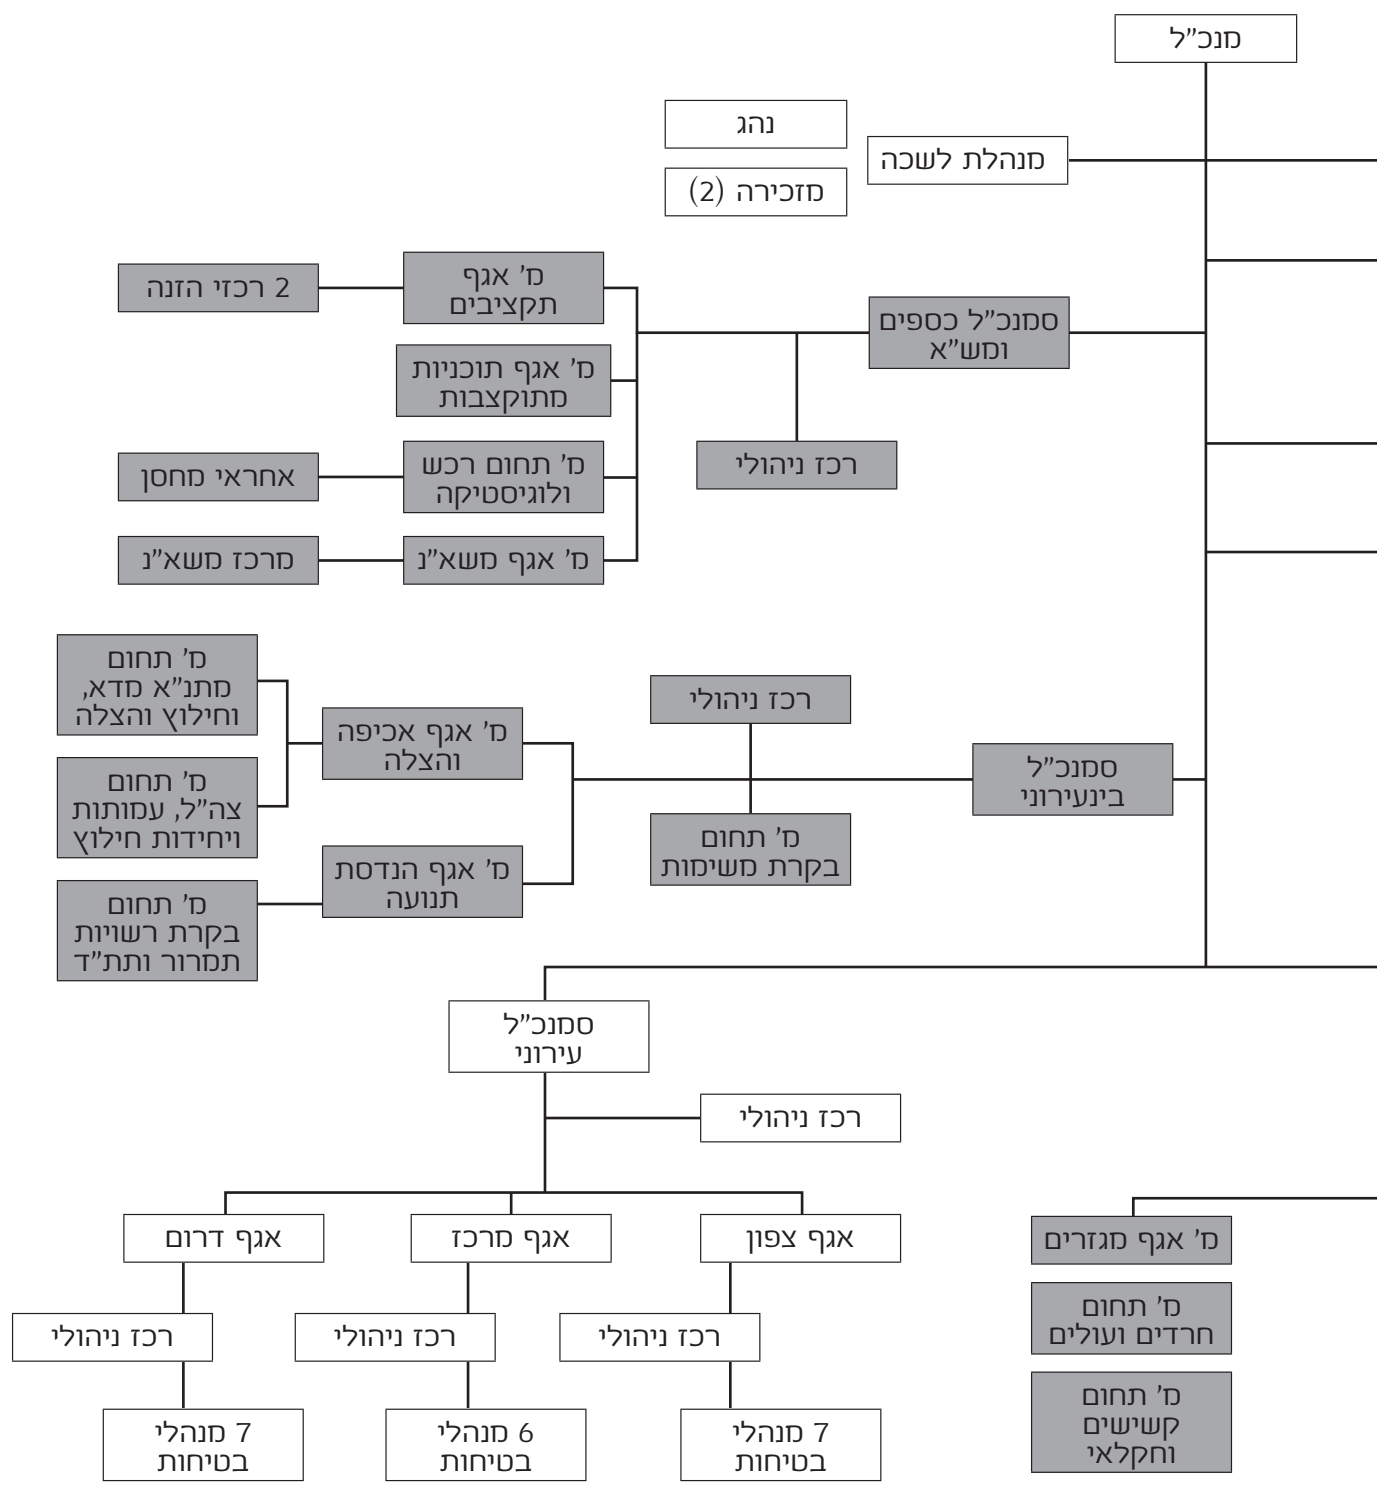 מנכ"ל
נהג
מנהלת לשכה
מזכירה (2)
סמנכ"ל כספים
ומש"א
רכז ניהולי
מ' אגף
תקציבים
2 רכזי הזנה
מ' אגף תוכניות
מתוקצבות
מ' תחום רכש
ולוגיסטיקה
אחראי מחסן
מ' אגף משא"נ
מרכז משא"נ
סמנכ"ל
בינעירוני
רכז ניהולי
מ' תחום
בקרת משימות
מ' אגף אכיפה
והצלה
מ' תחום
מתנ"א מדא,
וחילוץ והצלה
מ' תחום
צה"ל, עמותות
ויחידות חילוץ
מ' אגף הנדסת
תנועה
מ' תחום
בקרת רשויות
תמרור ותת"ד
סמנכ"ל
עירוני
רכז ניהולי
אגף צפון
אגף מרכז
אגף דרום
רכז ניהולי
רכז ניהולי
רכז ניהולי
7 מנהלי
בטיחות
6 מנהלי
בטיחות
7 מנהלי
בטיחות
מ' אגף מגזרים
מ' תחום
חרדים ועולים
מ' תחום
קשישים
וחקלאי